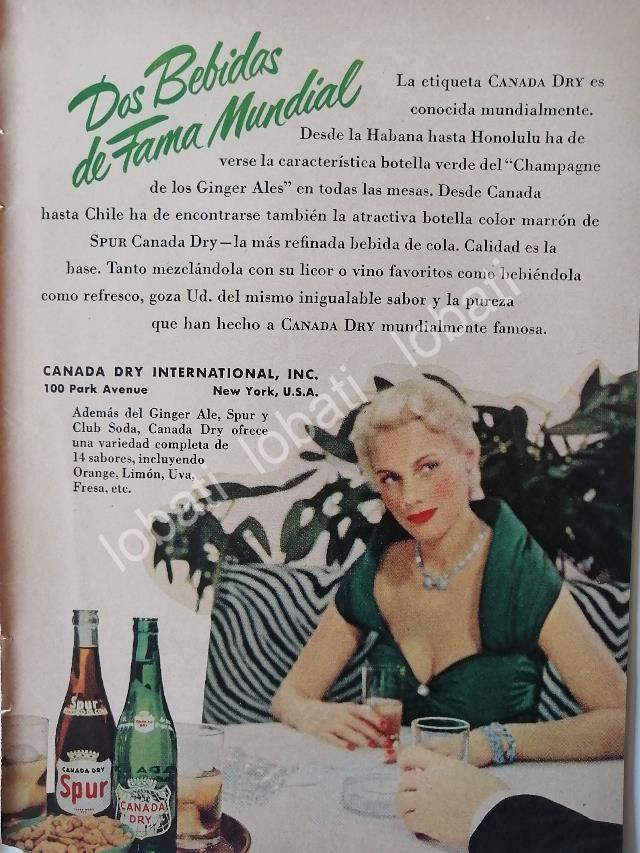 Dos Bebidas
de Fama Mundial
La etiqueta CANADA DRY es
conocida mundialmente.
Desde la Habana hasta Honolulu ha de
verse la característica botella verde del "Champagne
de los Ginger Ales" en todas las mesas. Desde Canada
hasta Chile ha de encontrarse también la atractiva botella color marrón de
SPUR Canada Dry—la más refinada bebida de cola. Calidad es la
base. Tanto mezclándola con su licor o vino favoritos como bebiéndola
como refresco, goza Ud. del mismo inigualable sabor y la pureza
que han hecho a CANADA DRY mundialmente famosa.
CANADA DRY INTERNATIONAL, INC.
100 Park Avenue New York, U.S.A.
Además del Ginger Ale, Spur y
Club Soda, Canada Dry ofrece
una variedad completa de
14 sabores, incluyendo
Orange, Limón, Uva,
Fresa, etc.
lobati lobati lobati lobati
Spur
CANADA DRY
Spur
CANADA
DRY